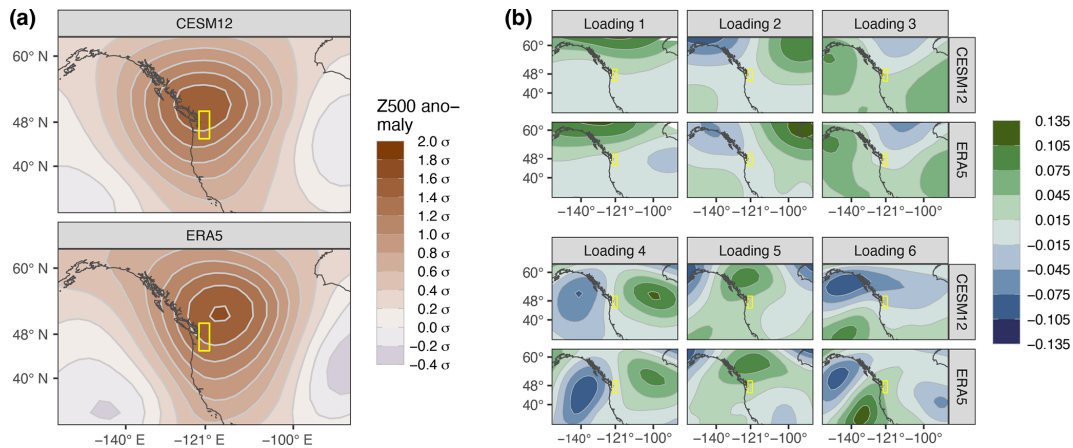 (a)
CESM12
60° N
48° N
40° N
ERA5
60° N
48° N
40° N
−140° E −121° E −100° E
Z500 ano−
maly
2.0 σ
1.8 σ
1.6 σ
1.4 σ
1.2 σ
1.0 σ
0.8 σ
0.6 σ
0.4 σ
0.2 σ
0.0 σ
−0.2 σ
−0.4 σ
(b)
Loading 1 Loading 2 Loading 3
60°
48°
40°
CESM12
60°
48°
40°
ERA5
−140° −121° −100° −140° −121° −100° −140° −121° −100°
Loading 4 Loading 5 Loading 6
60°
48°
40°
CESM12
60°
48°
40°
ERA5
−140° −121° −100° −140° −121° −100° −140° −121° −100°
0.135
0.105
0.075
0.045
0.015
−0.015
−0.045
−0.075
−0.105
−0.135